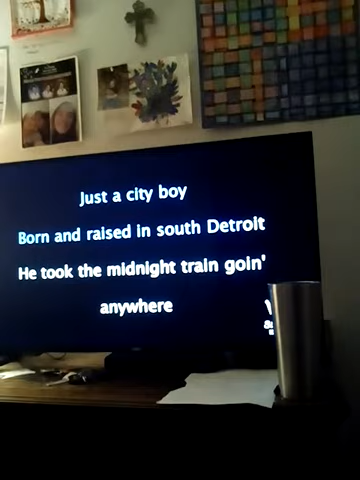 Just a city boy
Born and raised in south Detroit
He took the midnight train goin'
anywhere